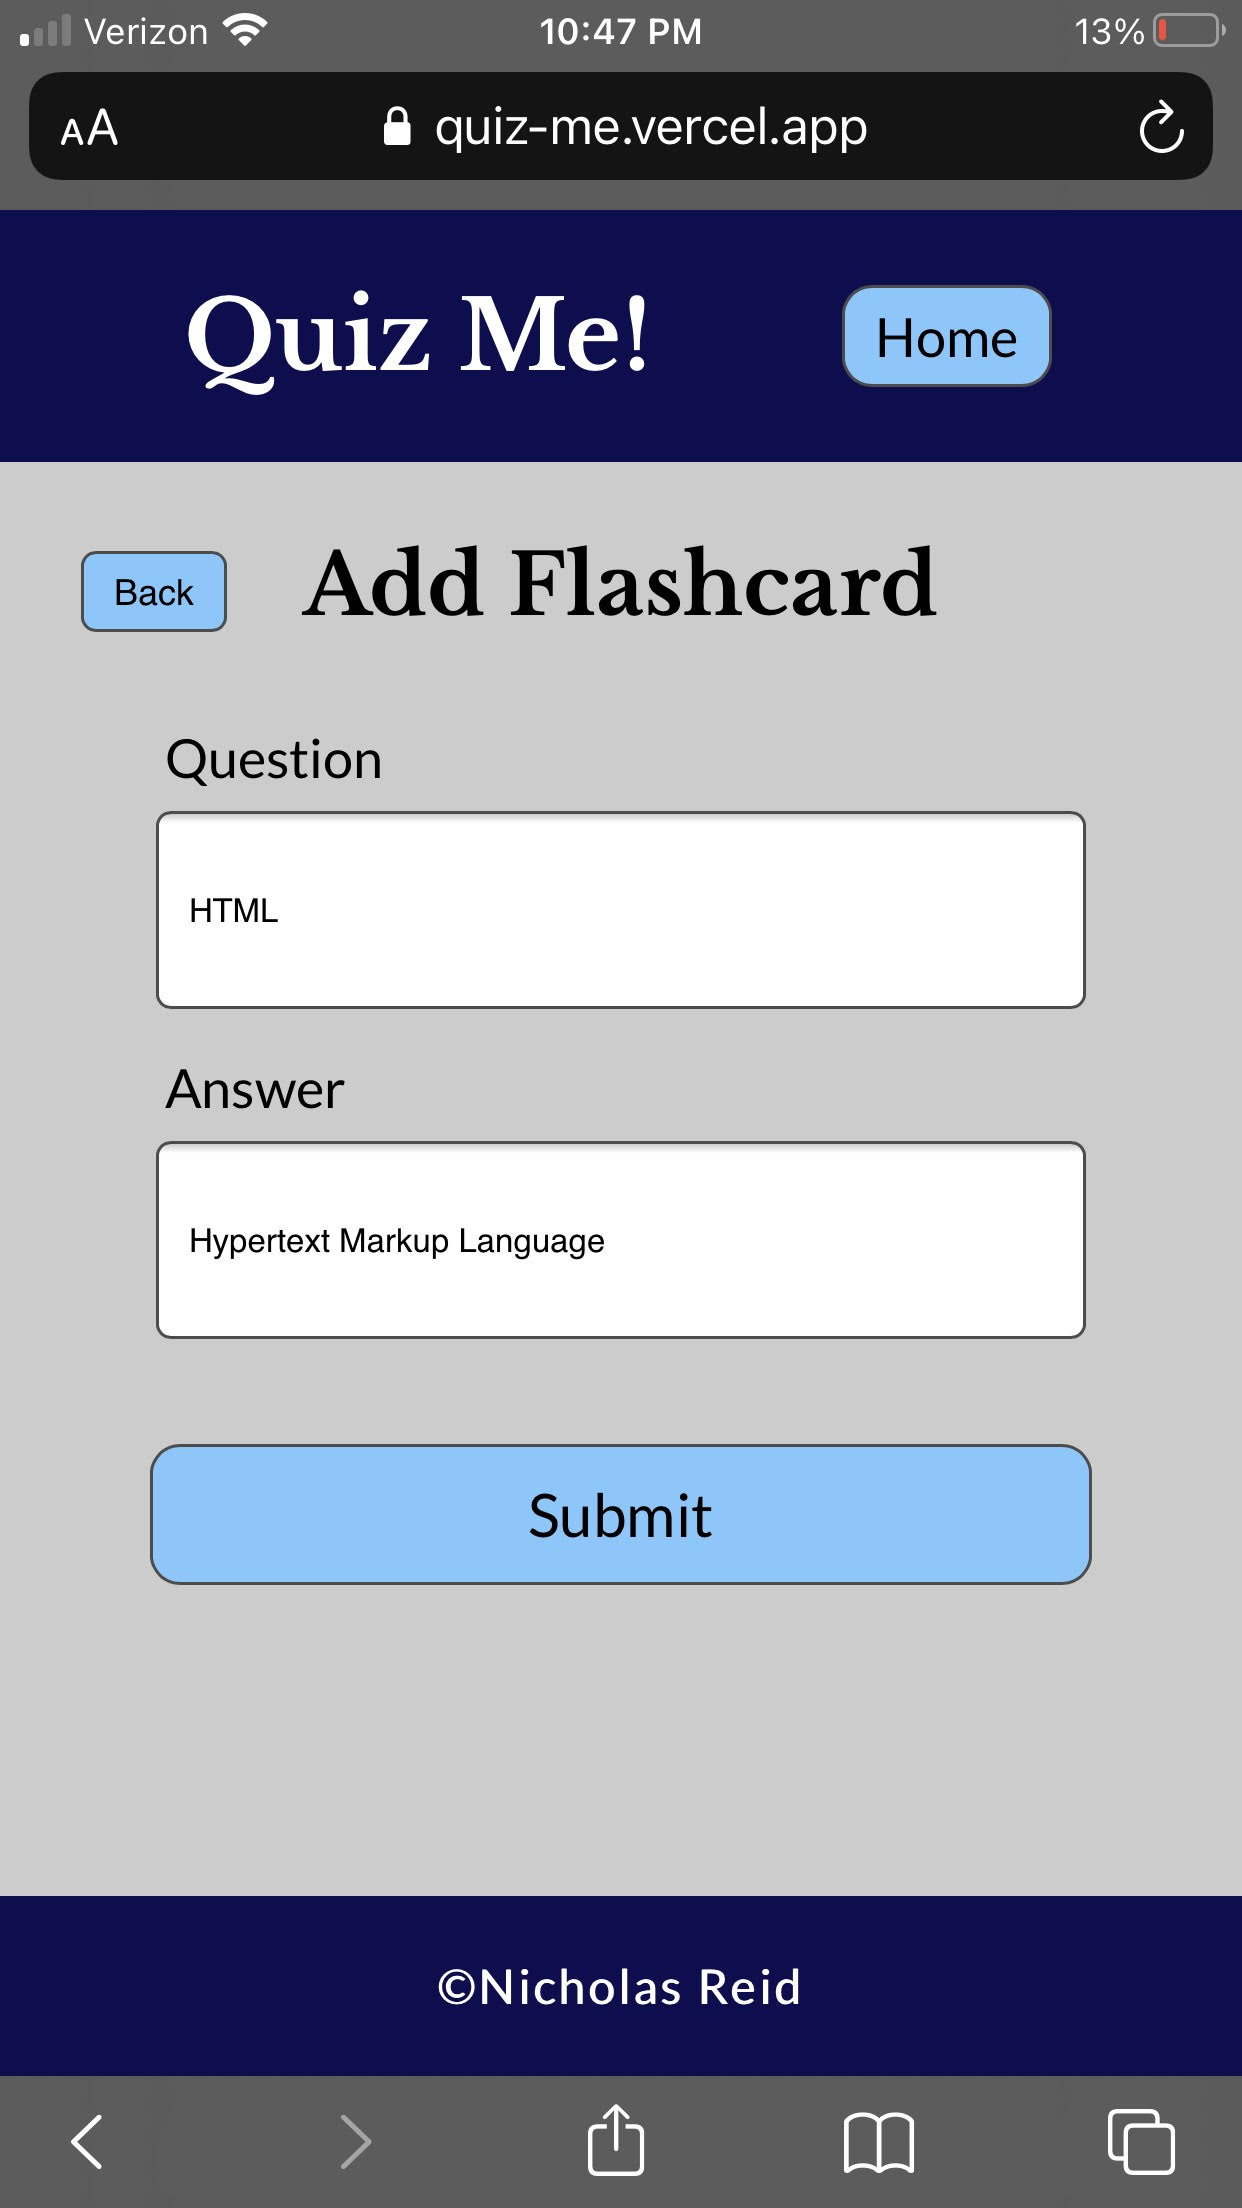 Verizon 10:47 PM 13%
AA quiz-me.vercel.app
Quiz Me! Home
Back Add Flashcard
Question
HTML
Answer
Hypertext Markup Language
Submit
©Nicholas Reid